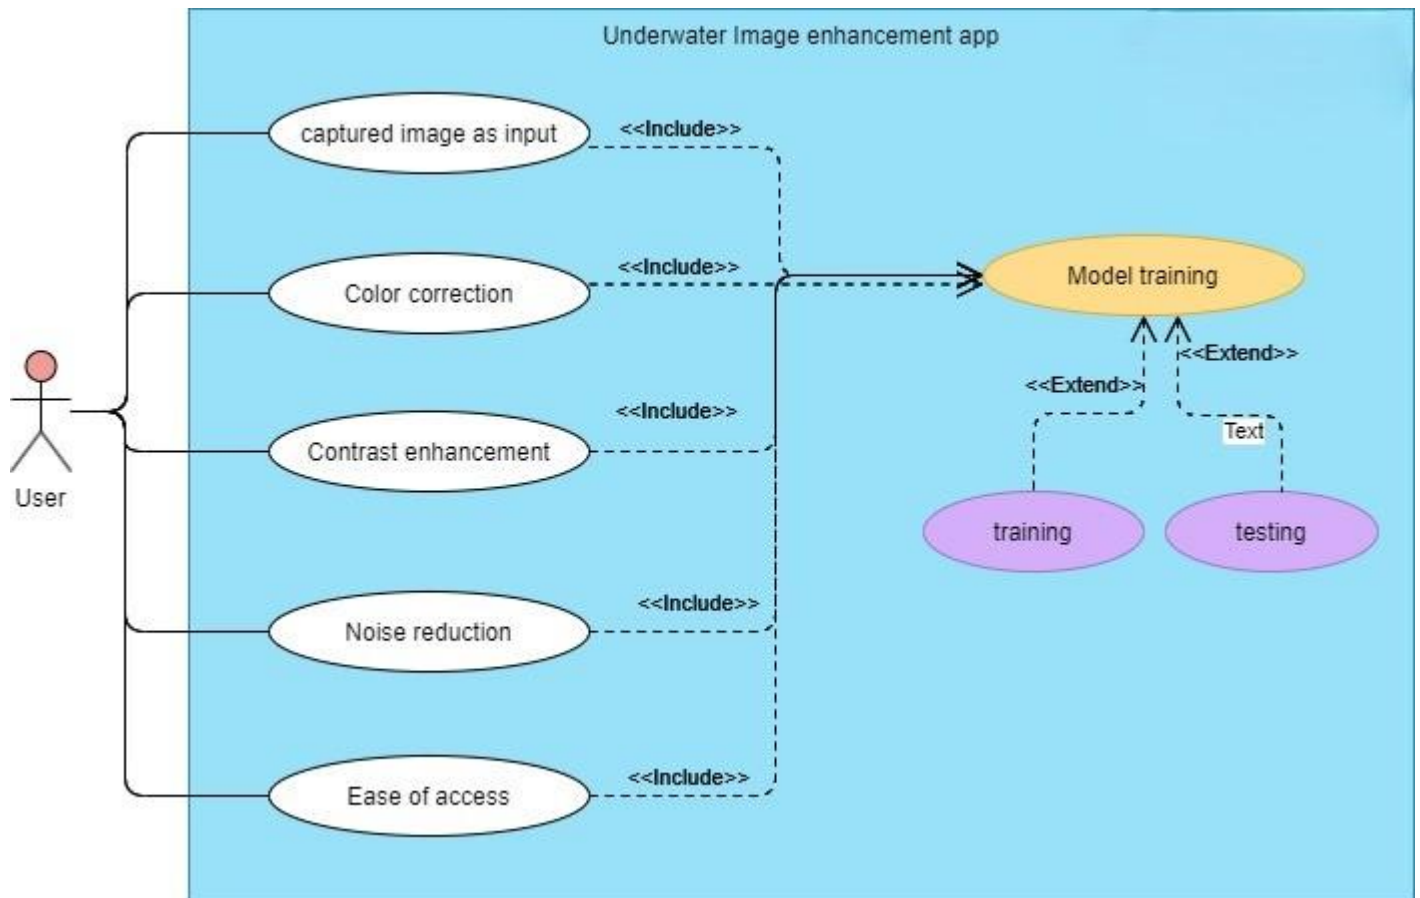 Underwater Image enhancement app
captured image as input
<<Include>>
Color correction
<<Include>>
Model training
<<Extend>>
<<Extend>>
Contrast enhancement
<<Include>>
Text
User
training
testing
Noise reduction
<<Include>>
Ease of access
<<Include>>